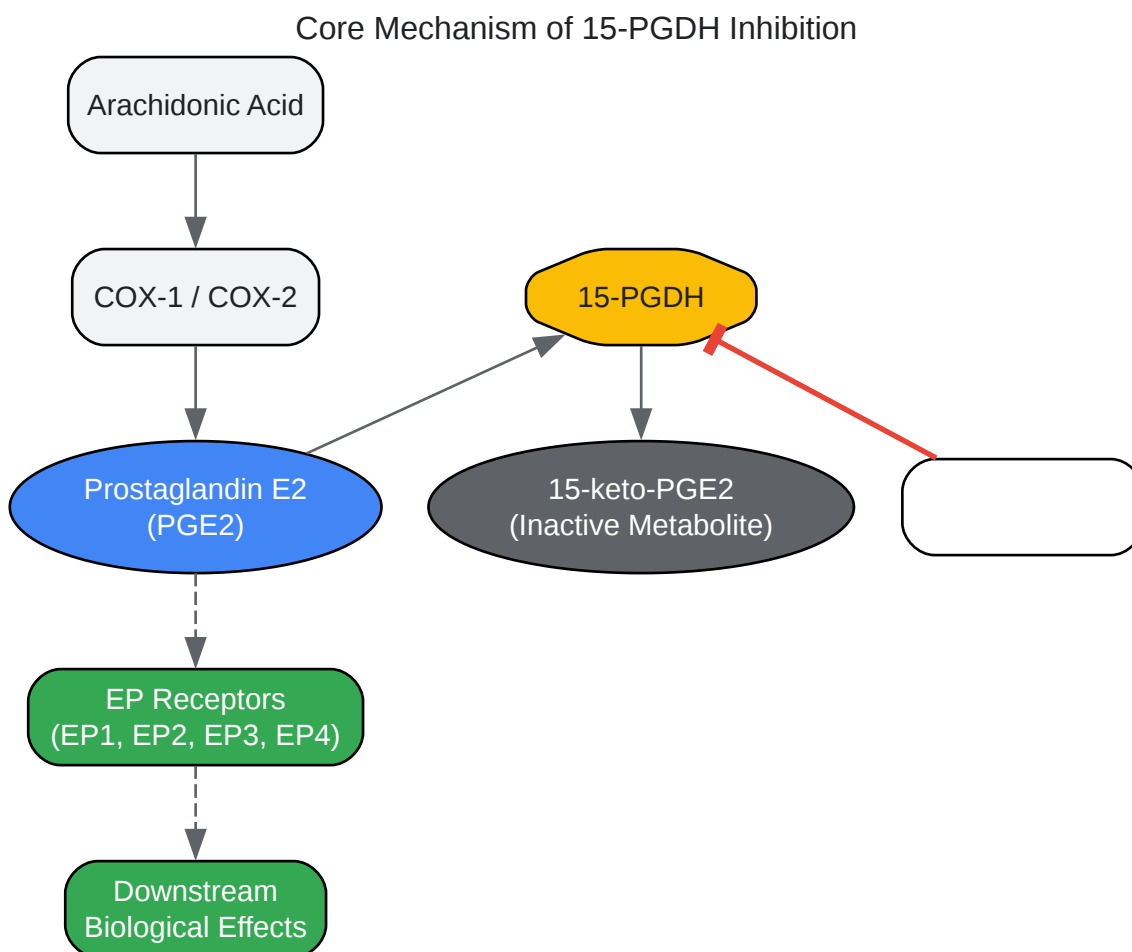 Core Mechanism of 15-PGDH Inhibition
Arachidonic Acid
COX-1 / COX-2
15-PGDH
Prostaglandin E2
(PGE2)
15-keto-PGE2
(Inactive Metabolite)
EP Receptors
(EP1, EP2, EP3, EP4)
Downstream
Biological Effects